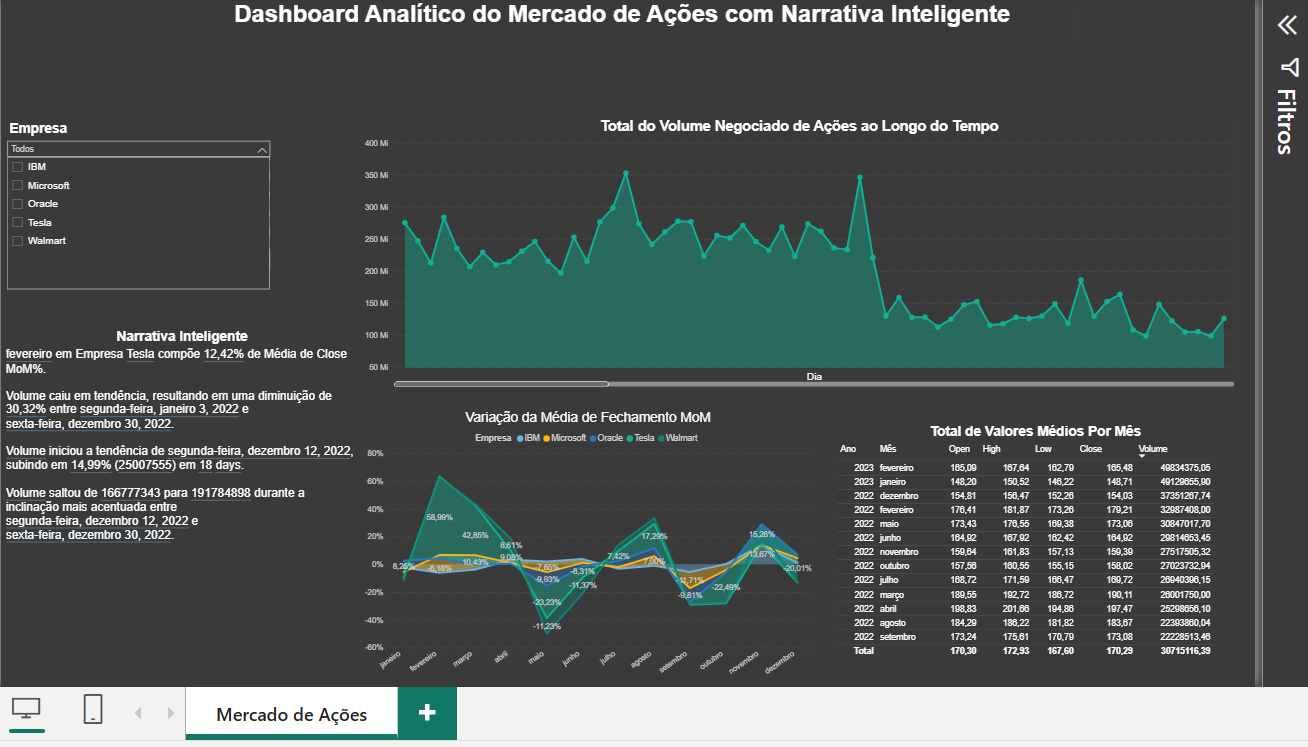 Dashboard Analítico do Mercado de Ações com Narrativa Inteligente
Filtros
Empresa
Todos
IBM
Microsoft
Oracle
Tesla
Walmart
Narrativa Inteligente
fevereiro em Empresa Tesla compõe 12,42% de Média de Close
MoM%.
Volume caiu em tendência, resultando em uma diminuição de
30,32% entre segunda-feira, janeiro 3, 2022 e
sexta-feira, dezembro 30, 2022.
Volume iniciou a tendência de segunda-feira, dezembro 12, 2022,
subindo em 14,99% (25007555) em 18 days.
Volume saltou de 166777343 para 191784898 durante a
inclinação mais acentuada entre
segunda-feira, dezembro 12, 2022 e
sexta-feira, dezembro 30, 2022.
Total do Volume Negociado de Ações ao Longo do Tempo
400 Mi
350 Mi
300 Mi
250 Mi
200 Mi
150 Mi
100 Mi
50 Mi
Dia
Variação da Média de Fechamento MoM
Empresa IBM Microsoft Oracle Tesla Walmart
80%
60%
40%
20%
0%
-20%
-40%
-60%
58,99%
42,85%
8,61%
9,08%
8,26%
-8,18%
10,43%
-7,65%
-9,93%
-8,31%
-11,37%
-23,23%
-11,23%
7,42%
17,29%
7,00%
-11,71%
-9,81%
-22,49%
15,26%
13,67%
-20,01%
janeiro
fevereiro
março
abril
maio
junho
julho
agosto
setembro
outubro
novembro
dezembro
Total de Valores Médios Por Mês
Ano Mês Open High Low Close Volume
2023 fevereiro 165,09 167,64 162,79 165,48 49834375,05
2023 janeiro 148,20 150,52 146,22 148,71 49129655,90
2022 dezembro 154,81 156,47 152,26 154,03 37351267,74
2022 fevereiro 176,41 181,87 173,26 179,21 32987408,00
2022 maio 173,43 176,55 169,38 173,06 30847017,70
2022 junho 164,92 167,92 162,42 164,92 29814653,45
2022 novembro 159,64 161,83 157,13 159,39 27517505,32
2022 outubro 157,56 160,55 155,15 158,02 27023732,94
2022 julho 168,72 171,59 166,47 169,72 26940396,15
2022 março 189,55 192,72 186,72 190,11 26001750,00
2022 abril 198,83 201,66 194,86 197,47 25298656,10
2022 agosto 184,29 186,22 181,82 183,67 22393860,04
2022 setembro 173,24 175,61 170,79 173,08 22228513,46
Total 170,30 172,93 167,60 170,29 30715116,39
Mercado de Ações